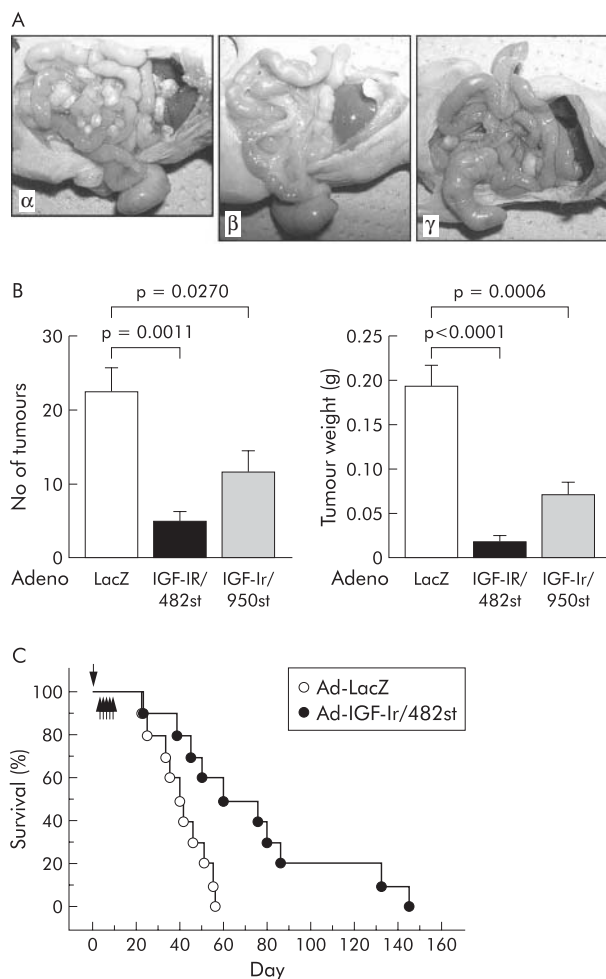 A
α
β
γ
B
p = 0.0270
p = 0.0011
30
20
10
0
No of tumours
Adeno
LacZ
IGF-IR/
482st
IGF-Ir/
950st
p = 0.0006
p<0.0001
0.25
0.20
0.15
0.10
0.05
0
Tumour weight (g)
Adeno
LacZ
IGF-IR/
482st
IGF-Ir/
950st
C
Ad-LacZ
Ad-IGF-Ir/482st
100
80
60
40
20
0
Survival (%)
0 20 40 60 80 100 120 140 160
Day